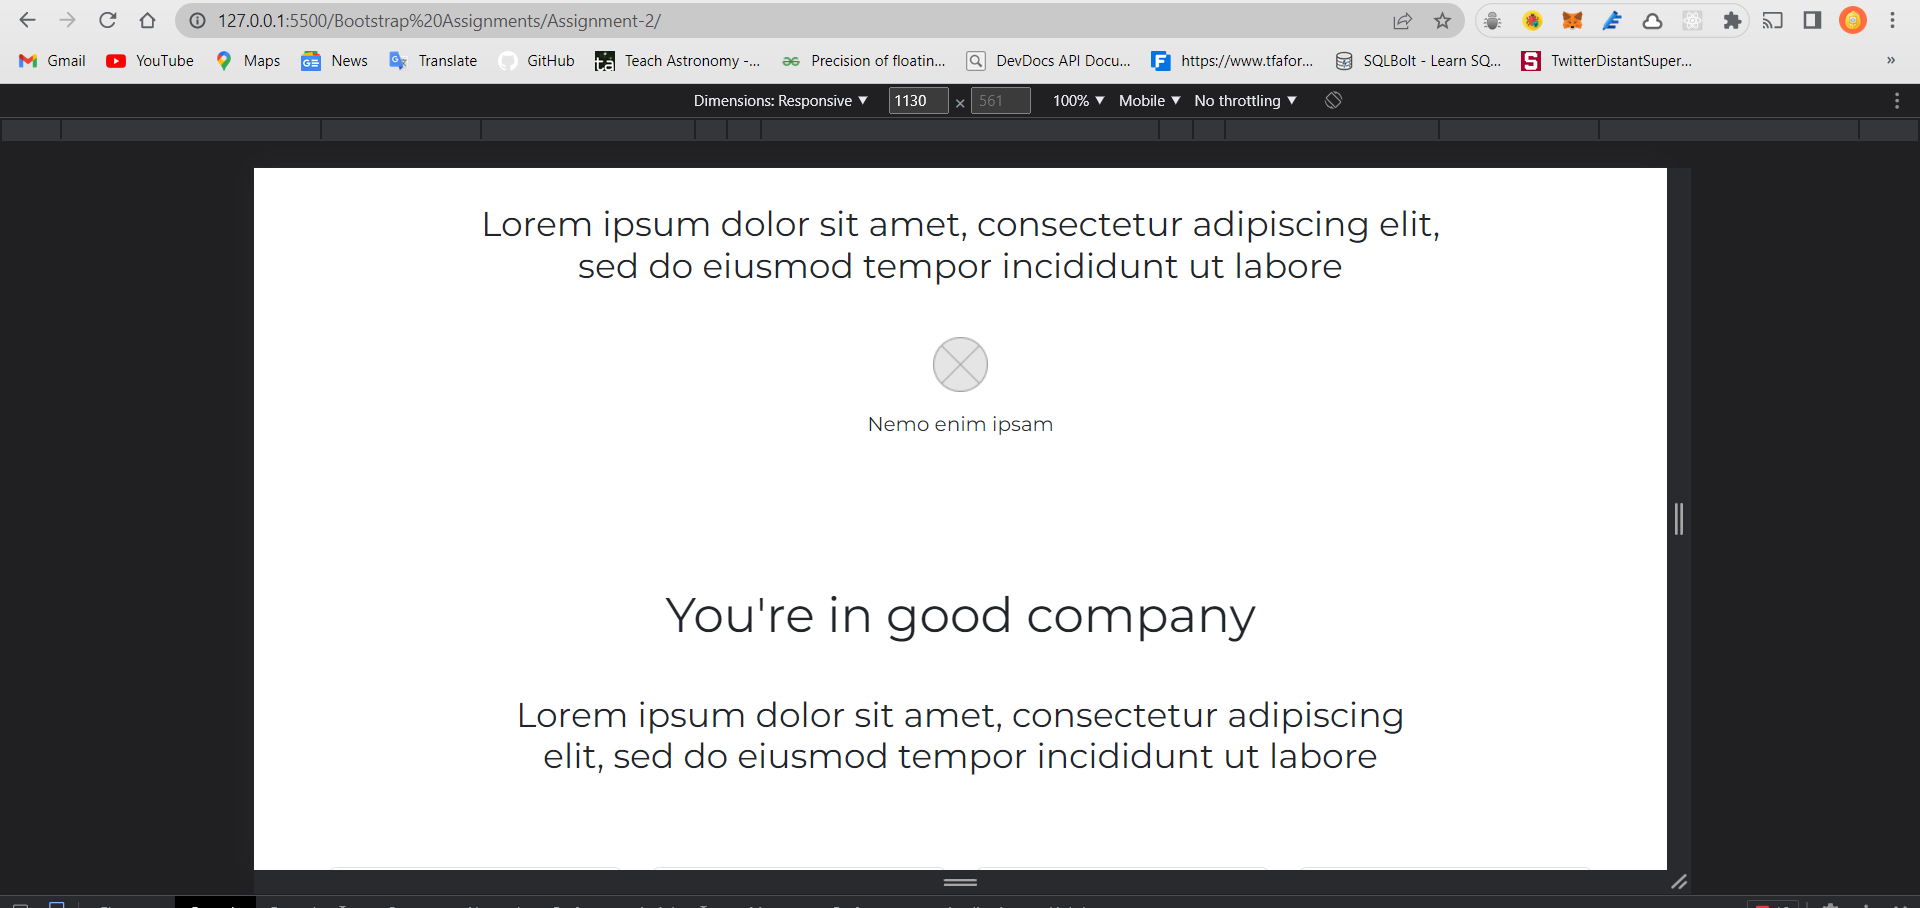 127.0.0.1:5500/Bootstrap%20Assignments/Assignment-2/
Gmail YouTube Maps News Translate GitHub Teach Astronomy -... Precision of floatin... DevDocs API Docu... https://www.tfafor... SQLBolt - Learn SQ... TwitterDistantSuper... »
Dimensions: Responsive ▼ 1130 × 561 100% ▼ Mobile ▼ No throttling ▼
Lorem ipsum dolor sit amet, consectetur adipiscing elit,
sed do eiusmod tempor incididunt ut labore
Nemo enim ipsam
You're in good company
Lorem ipsum dolor sit amet, consectetur adipiscing
elit, sed do eiusmod tempor incididunt ut labore